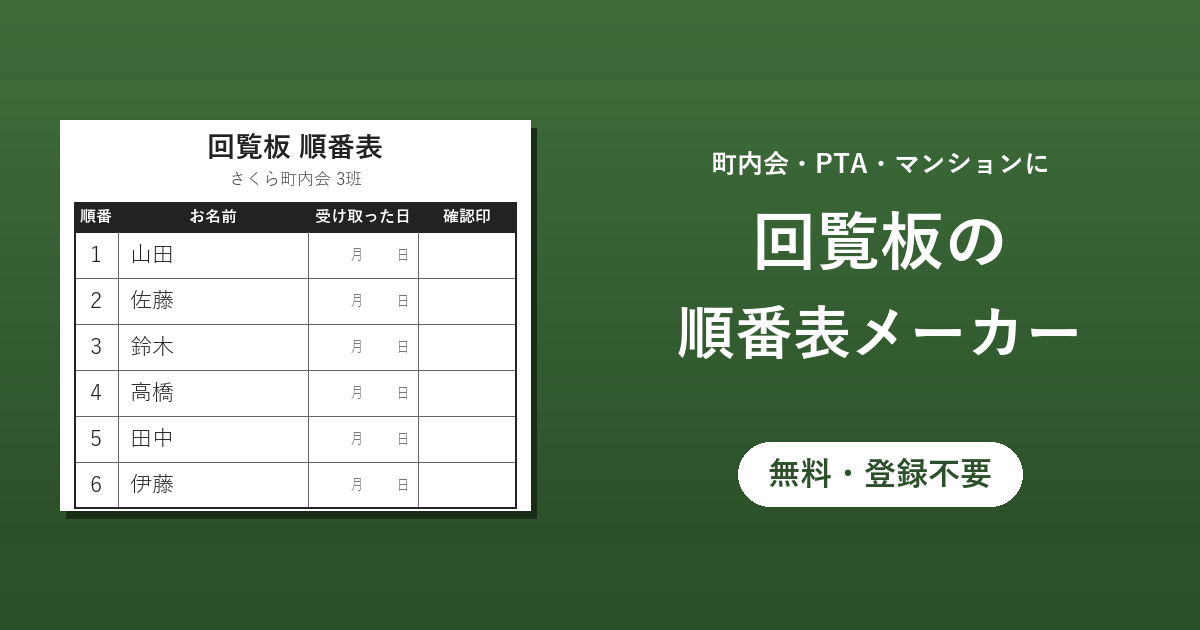 回覧板 順番表
さくら町内会 3班
順番 お名前 受け取った日 確認印
1 山田 月 日
2 佐藤 月 日
3 鈴木 月 日
4 高橋 月 日
5 田中 月 日
6 伊藤 月 日
町内会・PTA・マンションに
回覧板の
順番表メーカー
無料・登録不要